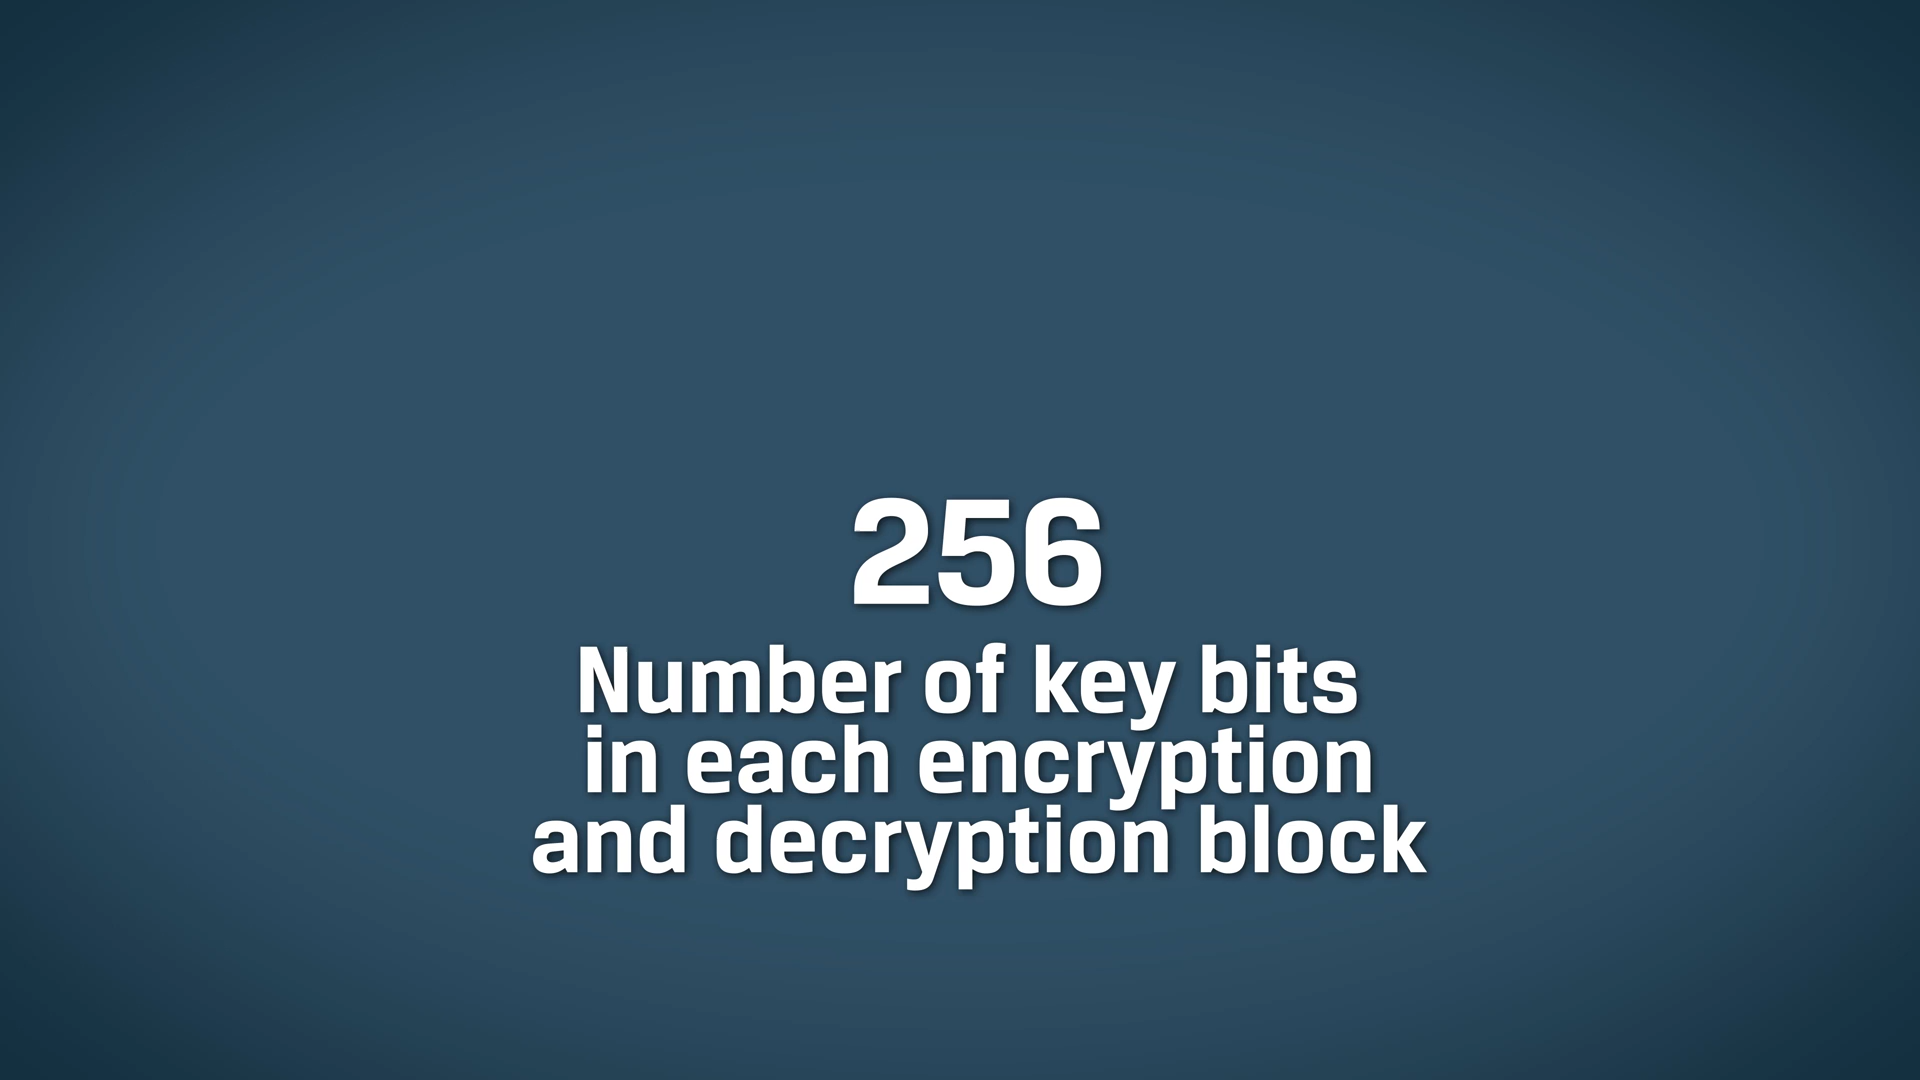 256
Number of key bits
in each encryption
and decryption block